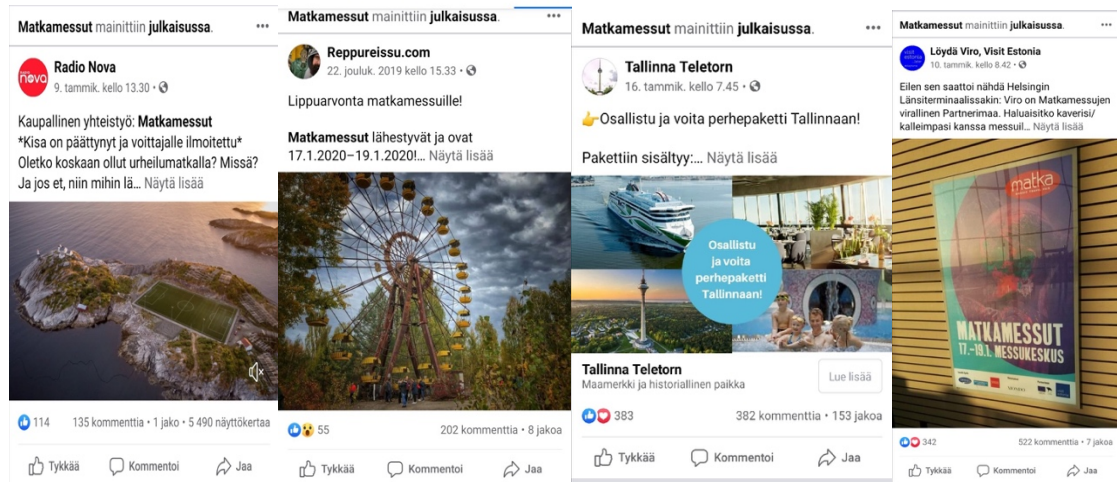 Matkamessut mainittiin julkaisussa.
Radio Nova
9. tammik. kello 13.30 •
Kaupallinen yhteistyö: Matkamessut
*Kisa on päättynyt ja voittajalle ilmoitettu*
Oletko koskaan ollut urheilumatkalla? Missä?
Ja jos et, niin mihin lä... Näytä lisää
114
135 kommenttia • 1 jako • 5 490 näyttökertaa
Tykkää Kommentoi Jaa
Matkamessut mainittiin julkaisussa.
Reppureissu.com
22. jouluk. 2019 kello 15.33 •
Lippuarvonta matkamessuille!
Matkamessut lähestyvät ja ovat
17.1.2020–19.1.2020!... Näytä lisää
55
202 kommenttia • 8 jakoa
Tykkää Kommentoi Jaa
Matkamessut mainittiin julkaisussa.
Tallinna Teletorn
16. tammik. kello 7.45 •
👉Osallistu ja voita perhepaketti Tallinnaan!
Pakettiin sisältyy:... Näytä lisää
Osallistu
ja voita
perhepaketti
Tallinnaan!
Tallinna Teletorn
Maamerkki ja historiallinen paikka
Lue lisää
383
382 kommenttia • 153 jakoa
Tykkää Kommentoi Jaa
Matkamessut mainittiin julkaisussa.
Löydä Viro, Visit Estonia
10. tammik. kello 8.42 •
Eilen sen saattoi nähdä Helsingin
Länsiterminaalissakin: Viro on Matkamessujen
virallinen Partnerimaa. Haluaisitko kaverisi/
kalleimpasi kanssa messuil... Näytä lisää
matka
MATKAMESSUT
17.–19.1. MESSUKESKUS
342
522 kommenttia • 7 jakoa
Tykkää Kommentoi Jaa